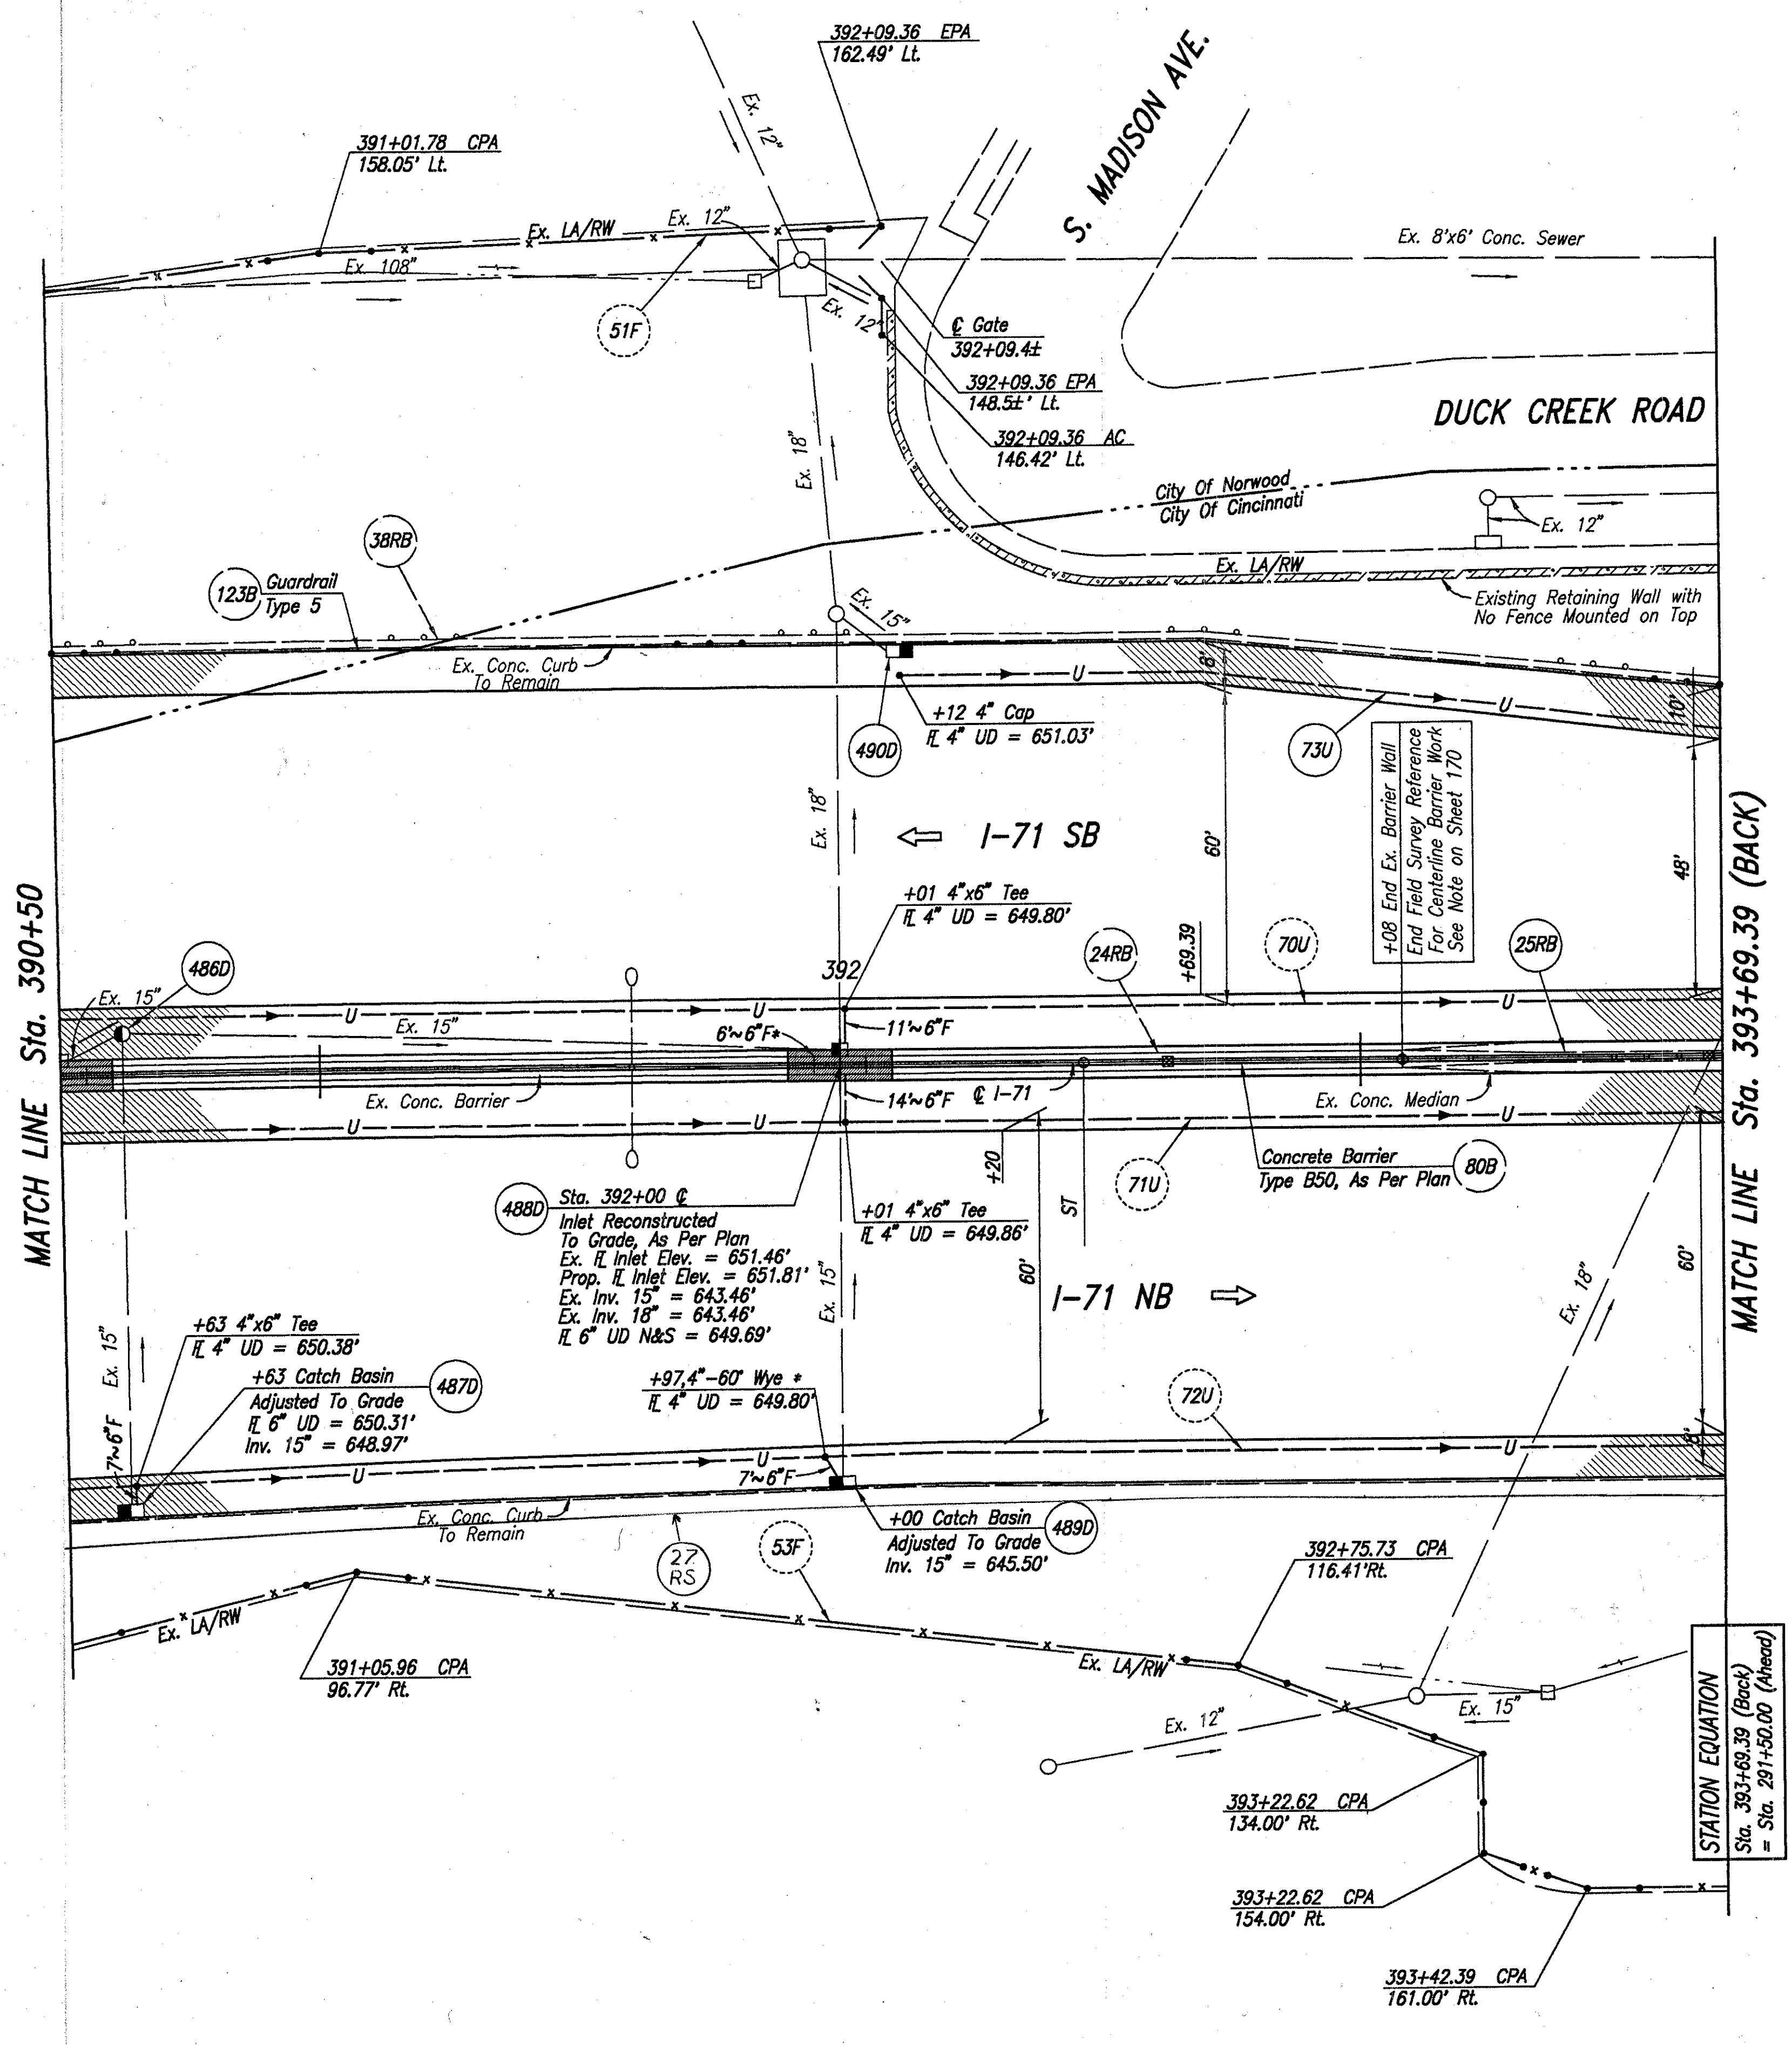 392+09.36 EPA
162.49' Lt.
S. MADISON AVE.
Ex. 12"
391+01.78 CPA
158.05' Lt.
Ex. LA/RW
Ex. 12"
Ex. 8'x6' Conc. Sewer
Ex. 108"
51F
Ex. 12"
℄ Gate
392+09.4±
392+09.36 EPA
148.5±' Lt.
392+09.36 AC
146.42' Lt.
DUCK CREEK ROAD
Ex. 18"
City Of Norwood
City Of Cincinnati
Ex. 12"
38RB
123B
Guardrail
Type 5
Ex. LA/RW
Existing Retaining Wall with
No Fence Mounted on Top
Ex. 15"
Ex. Conc. Curb
To Remain
8'
U
U
10'
+12 4" Cap
FL 4" UD = 651.03'
490D
73U
+08 End Ex. Barrier Wall
End Field Survey Reference
For Centerline Barrier Work
See Note on Sheet 170
Ex. 18"
I-71 SB
60'
48'
+01 4"x6" Tee
FL 4" UD = 649.80'
MATCH LINE Sta. 390+50
MATCH LINE Sta. 393+69.39 (BACK)
486D
392
24RB
+69.39
70U
25RB
Ex. 15"
U
U
U
Ex. 15"
6'~6"F*
11'~6"F
Ex. Conc. Barrier
14'~6"F
℄ I-71
Ex. Conc. Median
U
U
U
+20
ST
71U
Concrete Barrier
Type B50, As Per Plan
80B
488D
Sta. 392+00 ℄
Inlet Reconstructed
To Grade, As Per Plan
Ex. FL Inlet Elev. = 651.46'
Prop. FL Inlet Elev. = 651.81'
Ex. Inv. 15" = 643.46'
Ex. Inv. 18" = 643.46'
FL 6" UD N&S = 649.69'
+01 4"x6" Tee
FL 4" UD = 649.86'
Ex. 15"
60'
I-71 NB
Ex. 18"
60'
Ex. 15"
+63 4"x6" Tee
FL 4" UD = 650.38'
+63 Catch Basin
Adjusted To Grade
FL 6" UD = 650.31'
Inv. 15" = 648.97'
487D
+97,4"-60° Wye *
FL 4" UD = 649.80'
72U
7'~6"F
U
U
U
8'
7'~6"F
Ex. Conc. Curb
To Remain
27
RS
53F
+00 Catch Basin
Adjusted To Grade
Inv. 15" = 645.50'
489D
392+75.73 CPA
116.41'Rt.
Ex. LA/RW
391+05.96 CPA
96.77' Rt.
Ex. LA/RW
Ex. 12"
Ex. 15"
STATION EQUATION
Sta. 393+69.39 (Back)
= Sta. 291+50.00 (Ahead)
393+22.62 CPA
134.00' Rt.
393+22.62 CPA
154.00' Rt.
393+42.39 CPA
161.00' Rt.